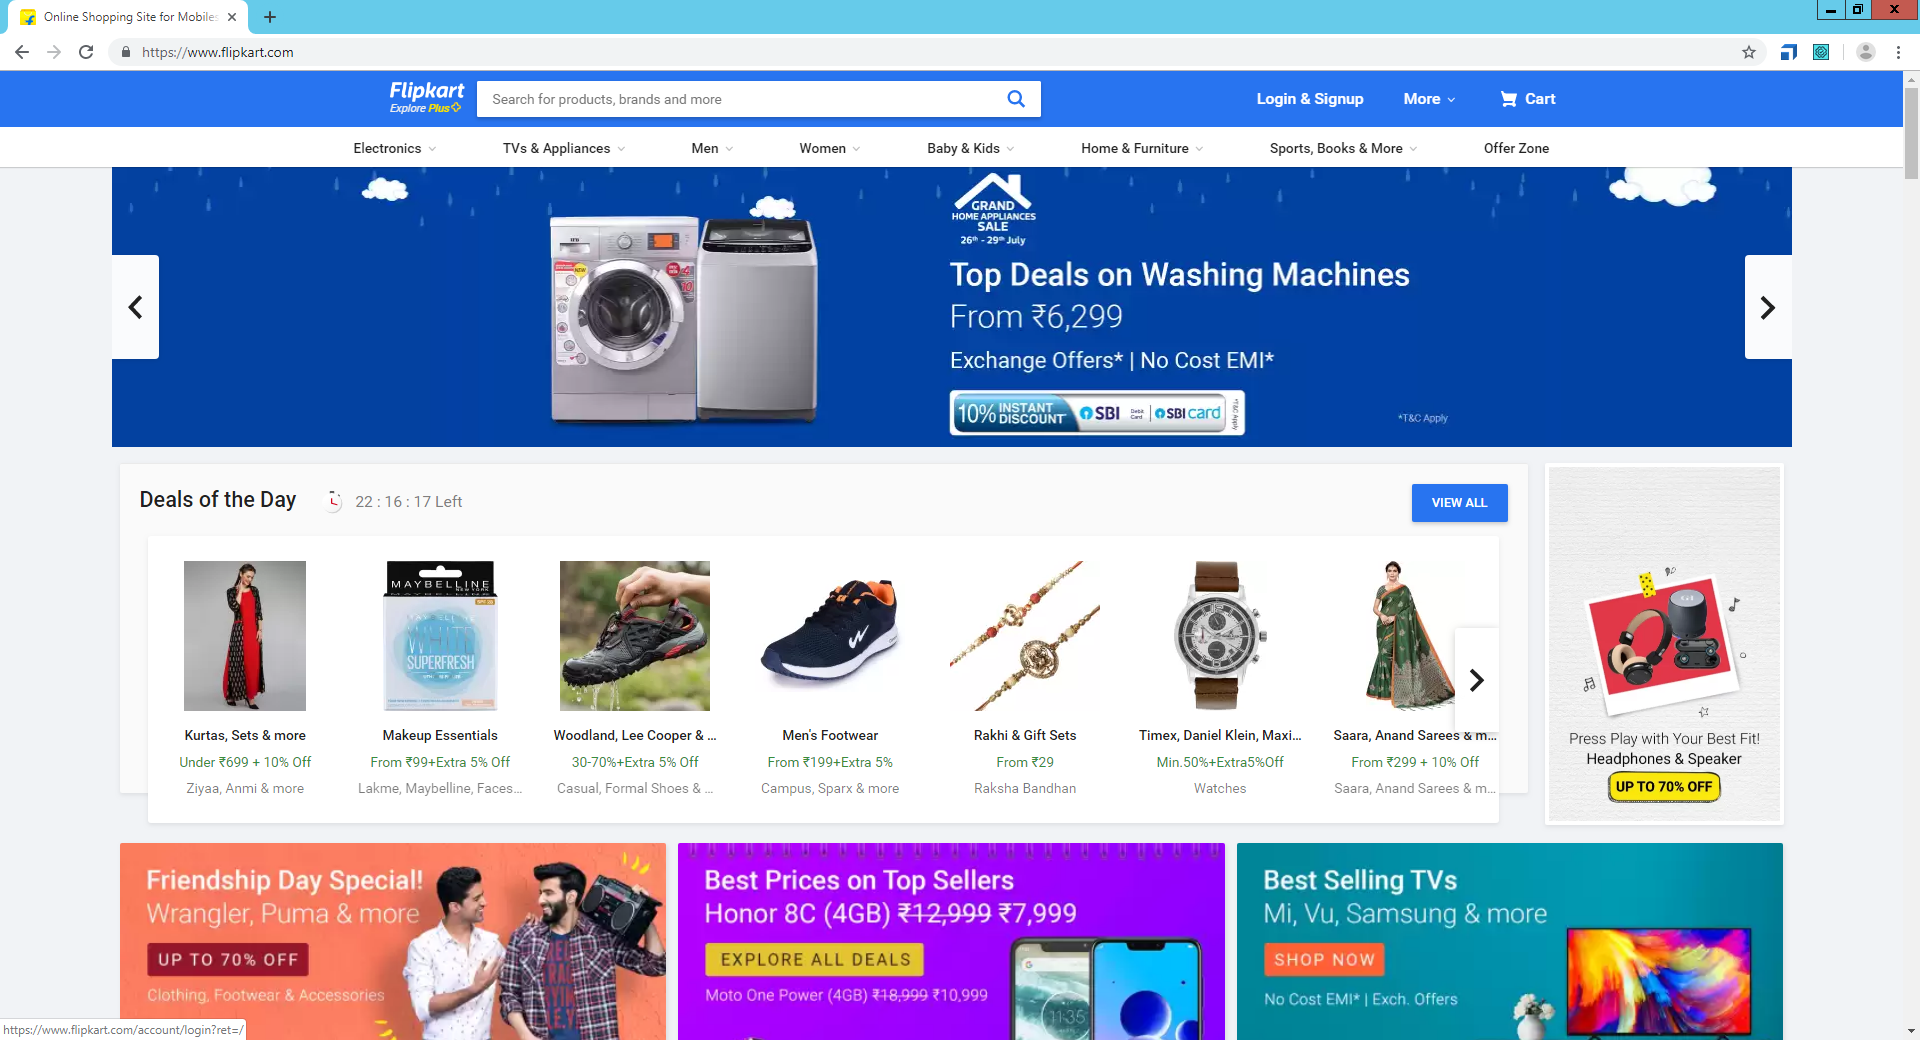 Online Shopping Site for Mobiles
https://www.flipkart.com
Flipkart
Explore Plus
Search for products, brands and more
Login & Signup
More
Cart
Electronics
TVs & Appliances
Men
Women
Baby & Kids
Home & Furniture
Sports, Books & More
Offer Zone
GRAND
HOME APPLIANCES
SALE
26th - 29th July
Top Deals on Washing Machines
From ₹6,299
Exchange Offers* | No Cost EMI*
10% INSTANT DISCOUNT
SBI Debit Card
SBI card
*T&C Apply
*T&C Apply
Deals of the Day
22 : 16 : 17 Left
VIEW ALL
MAYBELLINE
NEW YORK
WHITE
SUPERFRESH
Kurtas, Sets & more
Under ₹699 + 10% Off
Ziyaa, Anmi & more
Makeup Essentials
From ₹99+Extra 5% Off
Lakme, Maybelline, Faces...
Woodland, Lee Cooper & ...
30-70%+Extra 5% Off
Casual, Formal Shoes & ...
Men's Footwear
From ₹199+Extra 5%
Campus, Sparx & more
Rakhi & Gift Sets
From ₹29
Raksha Bandhan
Timex, Daniel Klein, Maxi...
Min.50%+Extra5%Off
Watches
Saara, Anand Sarees & m...
From ₹299 + 10% Off
Saara, Anand Sarees & m...
Press Play with Your Best Fit!
Headphones & Speaker
UP TO 70% OFF
Friendship Day Special!
Wrangler, Puma & more
UP TO 70% OFF
Clothing, Footwear & Accessories
Best Prices on Top Sellers
Honor 8C (4GB) ₹12,999 ₹7,999
EXPLORE ALL DEALS
Moto One Power (4GB) ₹18,999 ₹10,999
11:35
Best Selling TVs
Mi, Vu, Samsung & more
SHOP NOW
No Cost EMI* | Exch. Offers
https://www.flipkart.com/account/login?ret=/